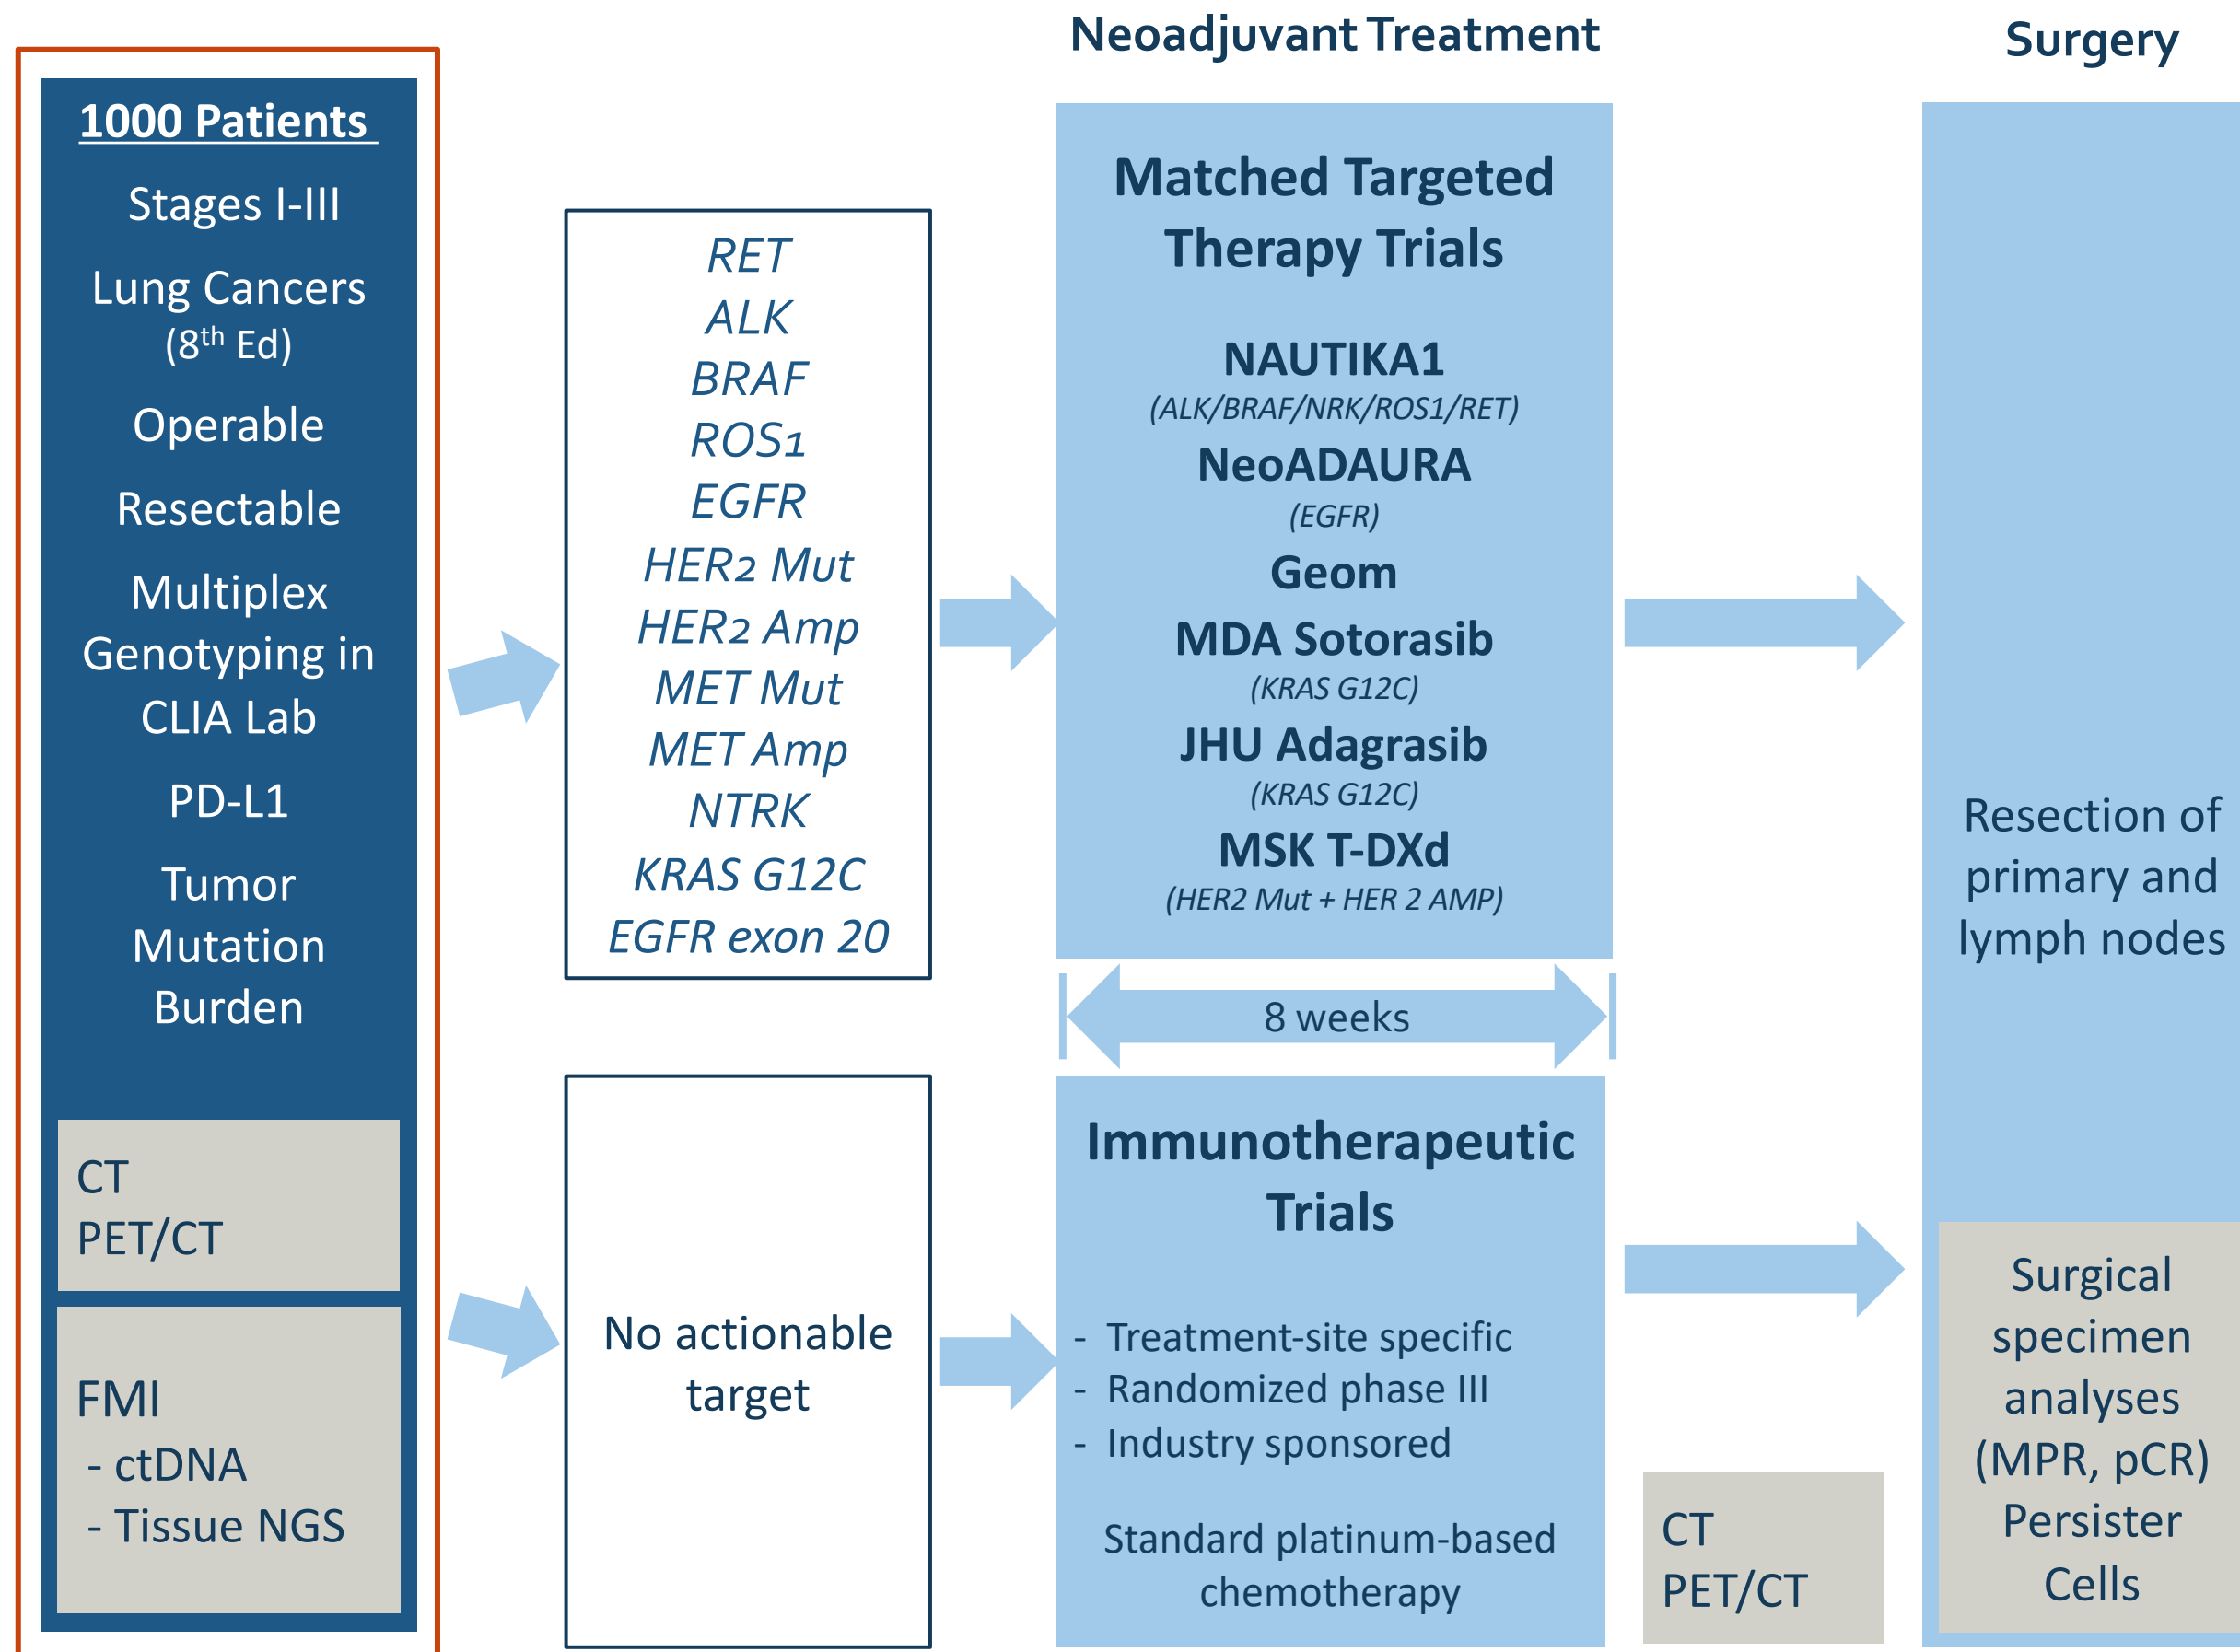 Neoadjuvant Treatment
Surgery
1000 Patients
Stages I-III
Lung Cancers
(8th Ed)
Operable
Resectable
Multiplex
Genotyping in
CLIA Lab
PD-L1
Tumor
Mutation
Burden
CT
PET/CT
FMI
- ctDNA
- Tissue NGS
RET
ALK
BRAF
ROS1
EGFR
HER2 Mut
HER2 Amp
MET Mut
MET Amp
NTRK
KRAS G12C
EGFR exon 20
No actionable
target
Matched Targeted
Therapy Trials
NAUTIKA1
(ALK/BRAF/NRK/ROS1/RET)
NeoADAURA
(EGFR)
Geom
MDA Sotorasib
(KRAS G12C)
JHU Adagrasib
(KRAS G12C)
MSK T-DXd
(HER2 Mut + HER 2 AMP)
8 weeks
Immunotherapeutic
Trials
- Treatment-site specific
- Randomized phase III
- Industry sponsored
Standard platinum-based
chemotherapy
CT
PET/CT
Resection of
primary and
lymph nodes
Surgical
specimen
analyses
(MPR, pCR)
Persister
Cells